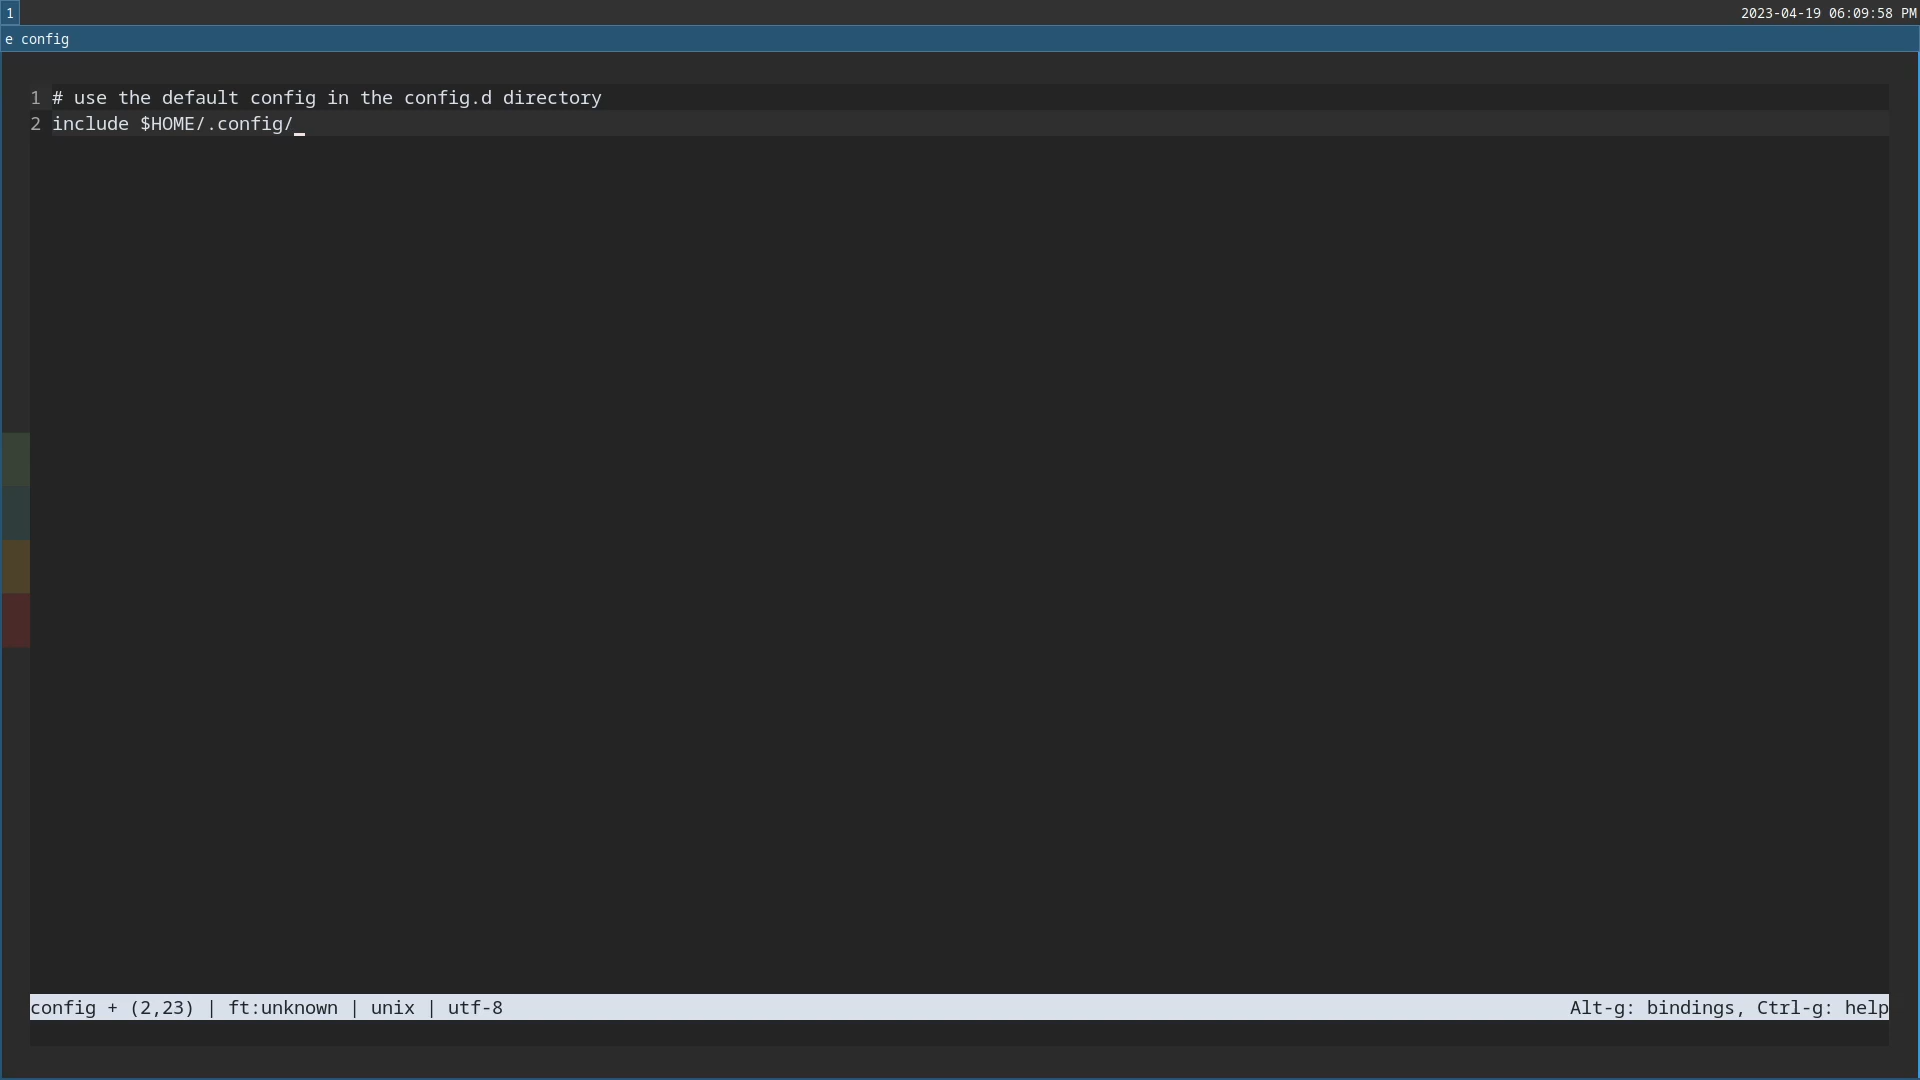 1 2023-04-19 06:09:58 PM
e config
1 # use the default config in the config.d directory
2 include $HOME/.config/_
config + (2,23) | ft:unknown | unix | utf-8 Alt-g: bindings, Ctrl-g: help